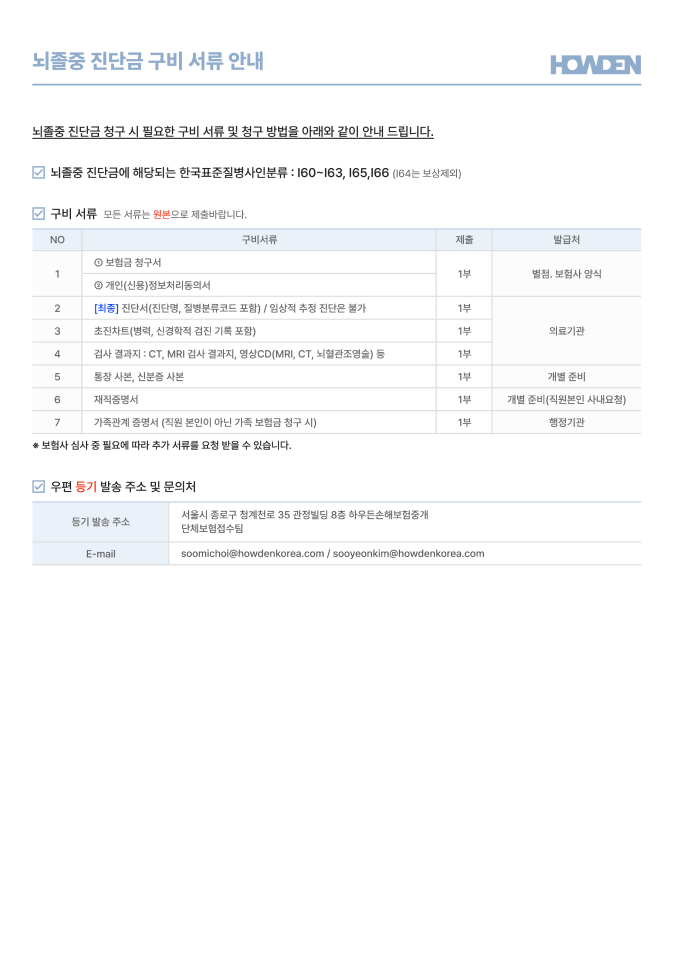 뇌졸중 진단금 구비 서류 안내
HOWDEN
뇌졸중 진단금 청구 시 필요한 구비 서류 및 청구 방법을 아래와 같이 안내 드립니다.
뇌졸중 진단금에 해당되는 한국표준질병사인분류 : I60~I63, I65,I66 (I64는 보상제외)
구비 서류 모든 서류는 원본으로 제출바랍니다.
NO 구비서류 제출 발급처
1 ① 보험금 청구서 1부 별첨. 보험사 양식
② 개인(신용)정보처리동의서
2 [최종] 진단서(진단명, 질병분류코드 포함) / 임상적 추정 진단은 불가 1부 의료기관
3 초진차트(병력, 신경학적 검진 기록 포함) 1부
4 검사 결과지 : CT, MRI 검사 결과지, 영상CD(MRI, CT, 뇌혈관조영술) 등 1부
5 통장 사본, 신분증 사본 1부 개별 준비
6 재직증명서 1부 개별 준비(직원본인 사내요청)
7 가족관계 증명서 (직원 본인이 아닌 가족 보험금 청구 시) 1부 행정기관
※ 보험사 심사 중 필요에 따라 추가 서류를 요청 받을 수 있습니다.
우편 등기 발송 주소 및 문의처
등기 발송 주소 서울시 종로구 청계천로 35 관정빌딩 8층 하우든손해보험중개
단체보험접수팀
E-mail soomichoi@howdenkorea.com / sooyeonkim@howdenkorea.com